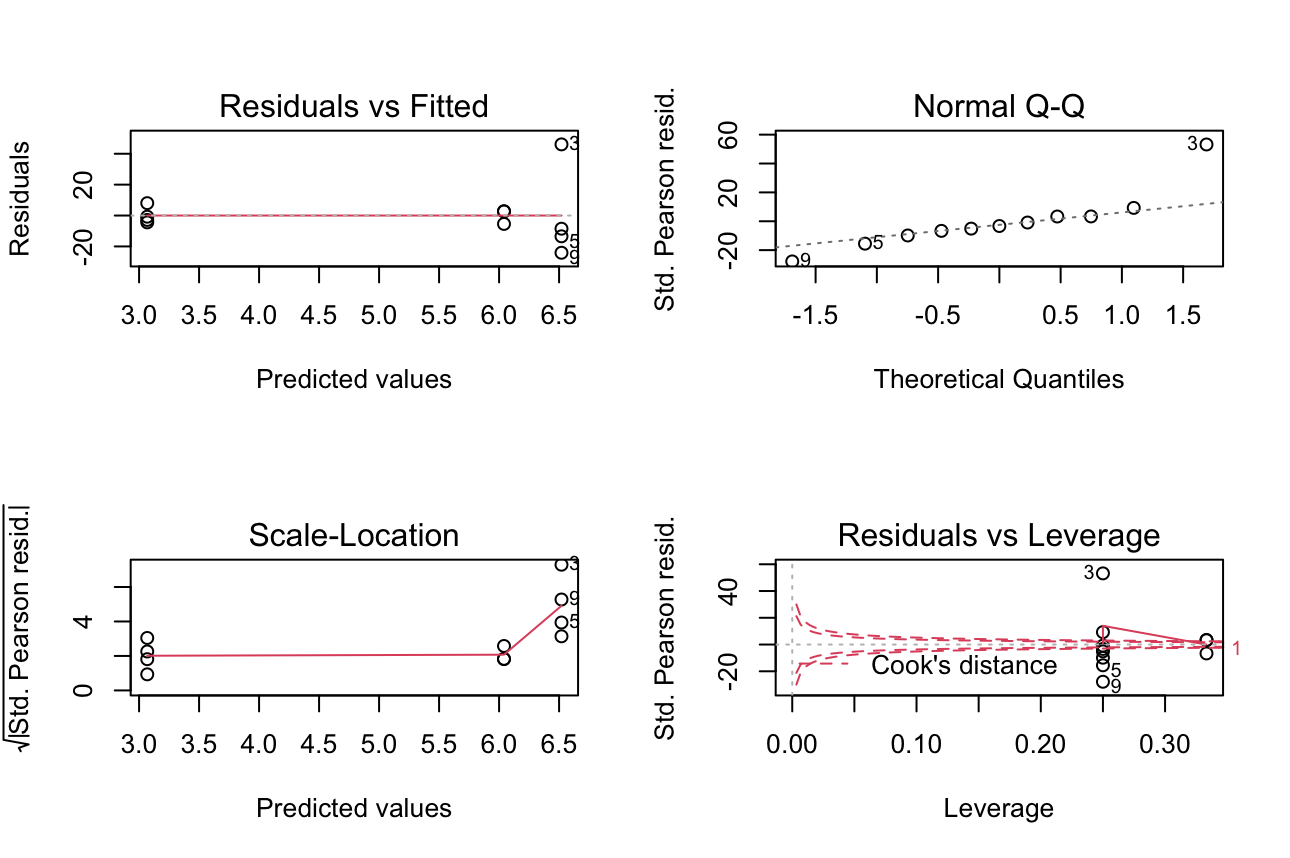 Residuals vs Fitted
Residuals
-20 20
3
5
9
3.0 3.5 4.0 4.5 5.0 5.5 6.0 6.5
Predicted values
Normal Q-Q
Std. Pearson resid.
-20 20 60
3
5
9
-1.5 -0.5 0.5 1.0 1.5
Theoretical Quantiles
Scale-Location
√|Std. Pearson resid.|
0 4
3
9
5
3.0 3.5 4.0 4.5 5.0 5.5 6.0 6.5
Predicted values
Residuals vs Leverage
Std. Pearson resid.
-20 40
3
1
Cook's distance
5
9
0.00 0.10 0.20 0.30
Leverage